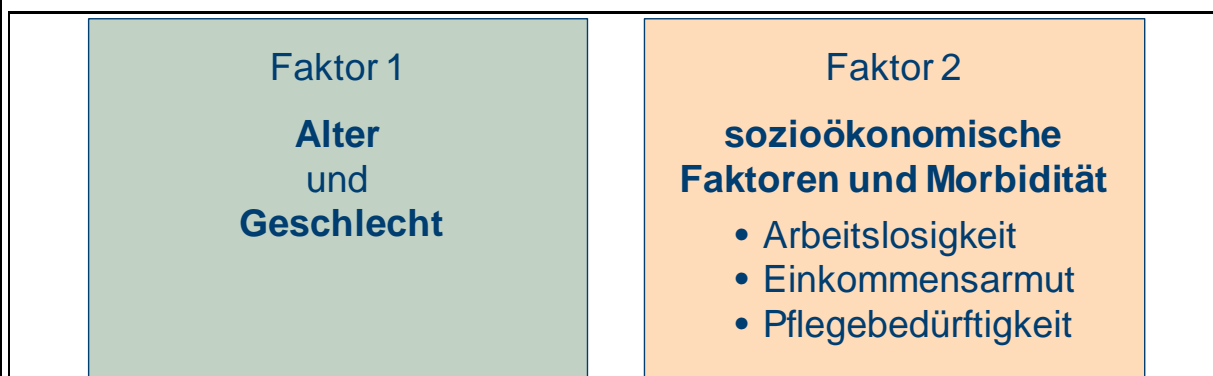 Faktor 1
Alter
und
Geschlecht
Faktor 2
sozioökonomische
Faktoren und Morbidität
• Arbeitslosigkeit
• Einkommensarmut
• Pflegebedürftigkeit